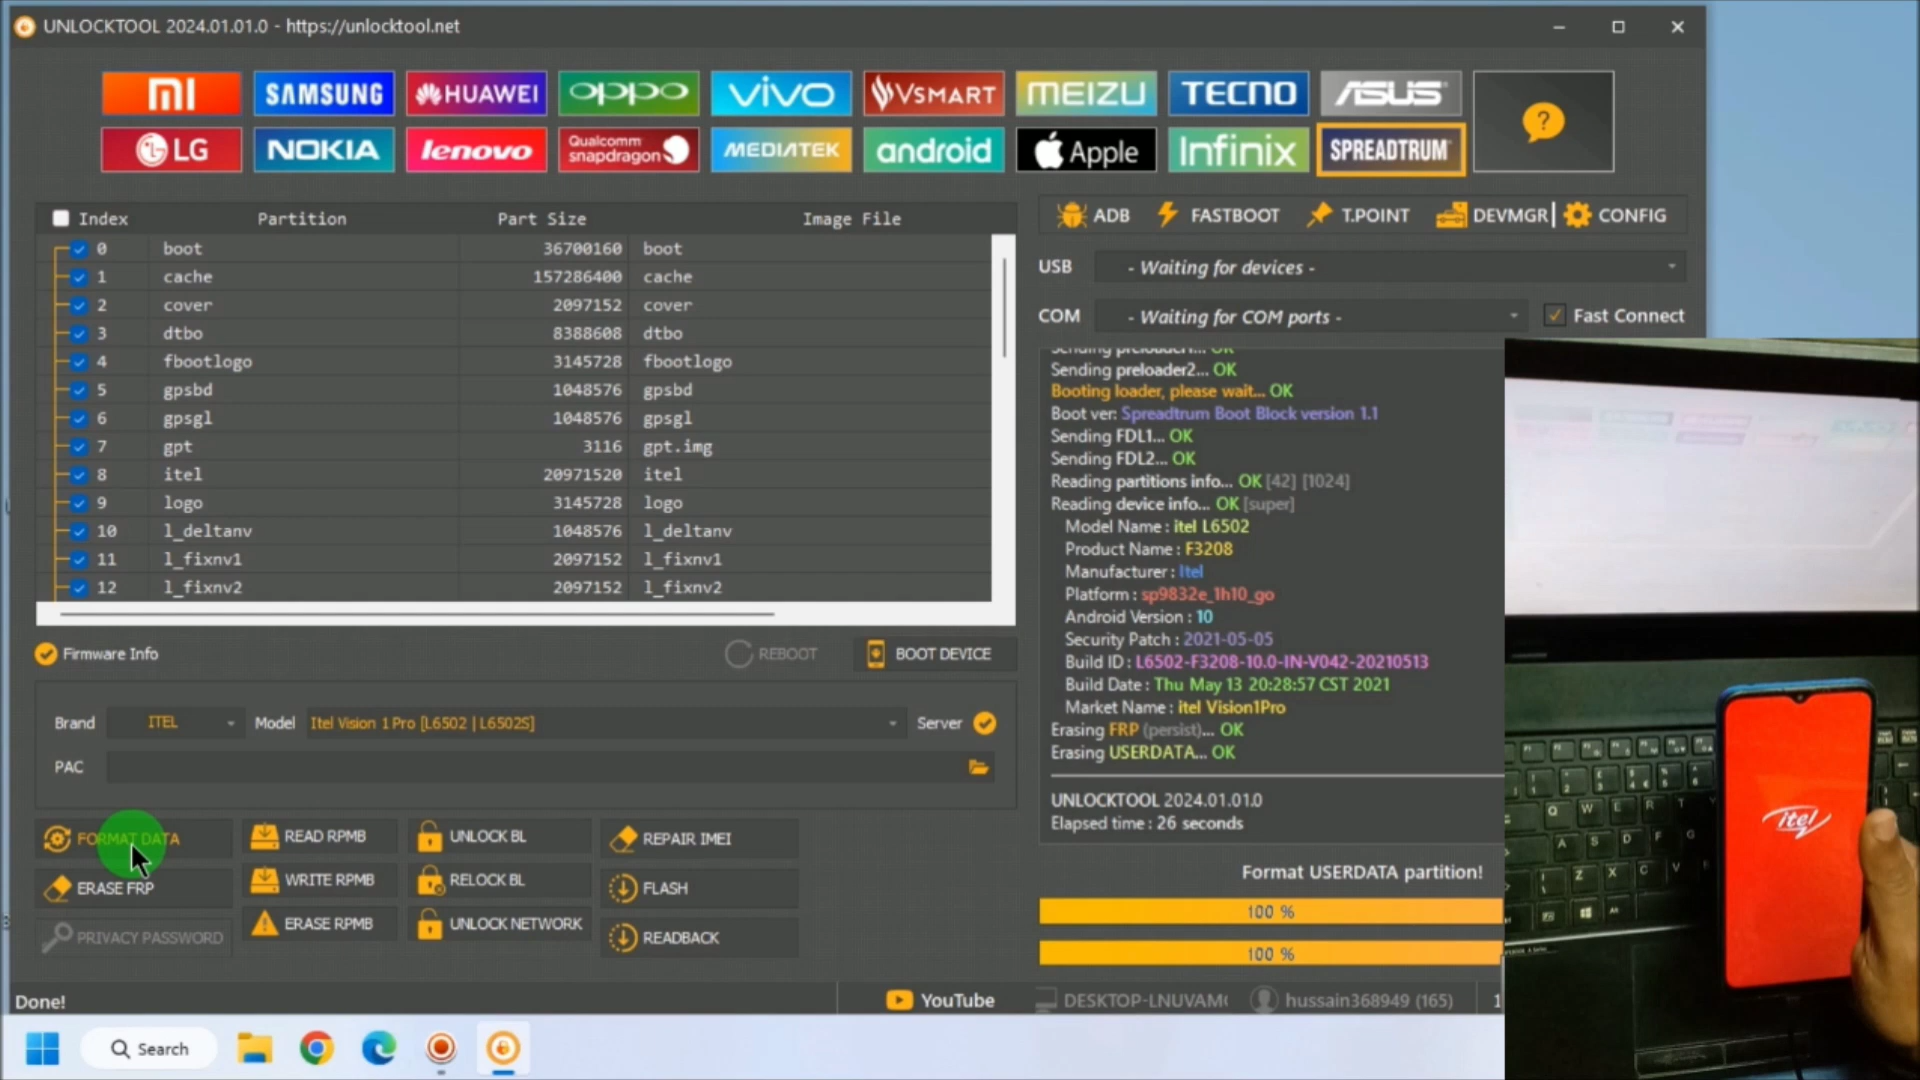 UNLOCKTOOL 2024.01.01.0 - https://unlocktool.net
mi SAMSUNG HUAWEI oppo vivo VSMART MEIZU TECNO ASUS ?
LG NOKIA lenovo Qualcomm snapdragon MEDIATEK android Apple Infinix SPREADTRUM
Index Partition Part Size Image File
0 boot 36700160 boot
1 cache 157286400 cache
2 cover 2097152 cover
3 dtbo 8388608 dtbo
4 fbootlogo 3145728 fbootlogo
5 gpsbd 1048576 gpsbd
6 gpsgl 1048576 gpsgl
7 gpt 3116 gpt.img
8 itel 20971520 itel
9 logo 3145728 logo
10 l_deltanv 1048576 l_deltanv
11 l_fixnv1 2097152 l_fixnv1
12 l_fixnv2 2097152 l_fixnv2
Firmware Info REBOOT BOOT DEVICE
Brand ITEL Model Itel Vision 1 Pro [L6502 | L6502S] Server
PAC
FORMAT DATA READ RPMB UNLOCK BL REPAIR IMEI
ERASE FRP WRITE RPMB RELOCK BL FLASH
PRIVACY PASSWORD ERASE RPMB UNLOCK NETWORK READBACK
ADB FASTBOOT T.POINT DEVMGR CONFIG
USB - Waiting for devices -
COM - Waiting for COM ports - Fast Connect
Sending preloader1... OK
Sending preloader2... OK
Booting loader, please wait... OK
Boot ver: Spreadtrum Boot Block version 1.1
Sending FDL1... OK
Sending FDL2... OK
Reading partitions info... OK [42] [1024]
Reading device info... OK [super]
Model Name : itel L6502
Product Name : F3208
Manufacturer : Itel
Platform : sp9832e_1h10_go
Android Version : 10
Security Patch : 2021-05-05
Build ID : L6502-F3208-10.0-IN-V042-20210513
Build Date : Thu May 13 20:28:57 CST 2021
Market Name : itel Vision1Pro
Erasing FRP (persist)... OK
Erasing USERDATA... OK
UNLOCKTOOL 2024.01.01.0
Elapsed time : 26 seconds
Format USERDATA partition!
100 %
100 %
Done! YouTube DESKTOP-LNUVAM hussain368949 (165) 1
Search
itel